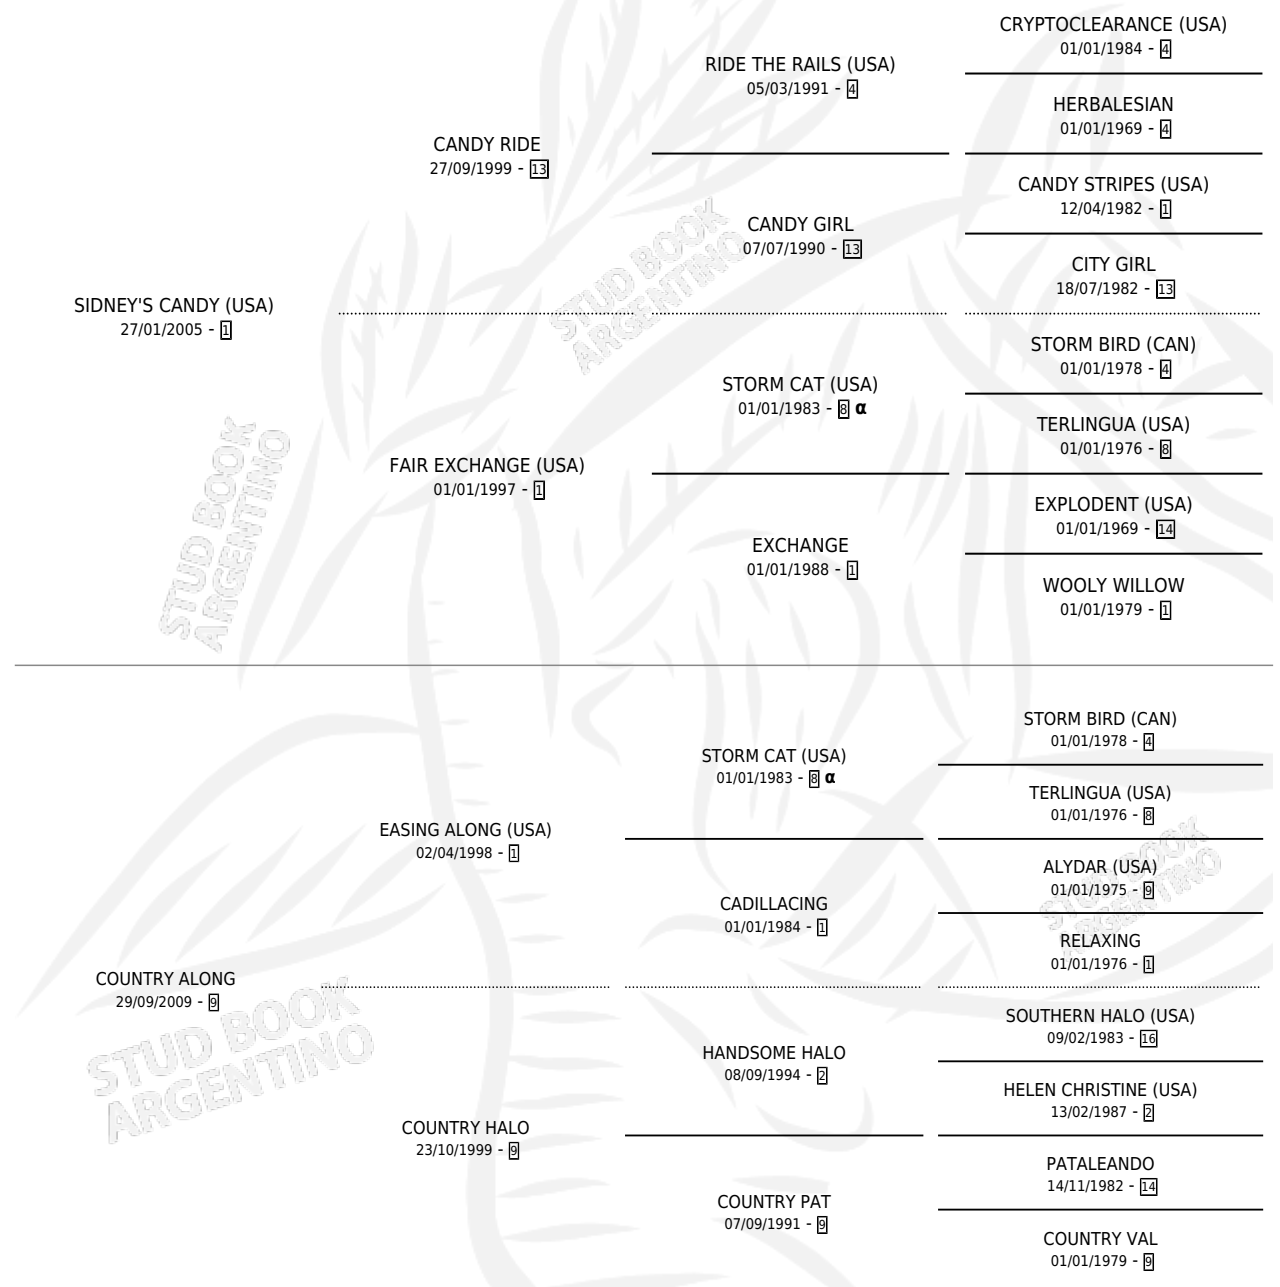 CRYPTOCLEARANCE (USA)
01/01/1984 - 4
RIDE THE RAILS (USA)
05/03/1991 - 4
HERBALESIAN
01/01/1969 - 4
CANDY RIDE
27/09/1999 - 13
CANDY STRIPES (USA)
12/04/1982 - 1
CANDY GIRL
07/07/1990 - 13
CITY GIRL
18/07/1982 - 13
SIDNEY'S CANDY (USA)
27/01/2005 - 1
STORM BIRD (CAN)
01/01/1978 - 4
STORM CAT (USA)
01/01/1983 - 8 α
TERLINGUA (USA)
01/01/1976 - 8
FAIR EXCHANGE (USA)
01/01/1997 - 1
EXPLODENT (USA)
01/01/1969 - 14
EXCHANGE
01/01/1988 - 1
WOOLY WILLOW
01/01/1979 - 1
STORM BIRD (CAN)
01/01/1978 - 4
STORM CAT (USA)
01/01/1983 - 8 α
TERLINGUA (USA)
01/01/1976 - 8
EASING ALONG (USA)
02/04/1998 - 1
ALYDAR (USA)
01/01/1975 - 9
CADILLACING
01/01/1984 - 1
RELAXING
01/01/1976 - 1
COUNTRY ALONG
29/09/2009 - 9
SOUTHERN HALO (USA)
09/02/1983 - 16
HANDSOME HALO
08/09/1994 - 2
HELEN CHRISTINE (USA)
13/02/1987 - 2
COUNTRY HALO
23/10/1999 - 9
PATALEANDO
14/11/1982 - 14
COUNTRY PAT
07/09/1991 - 9
COUNTRY VAL
01/01/1979 - 9
STUD BOOK
ARGENTINO
STUD BOOK
ARGENTINO
STUD BOOK
ARGENTINO
STUD BOOK
ARGENTINO